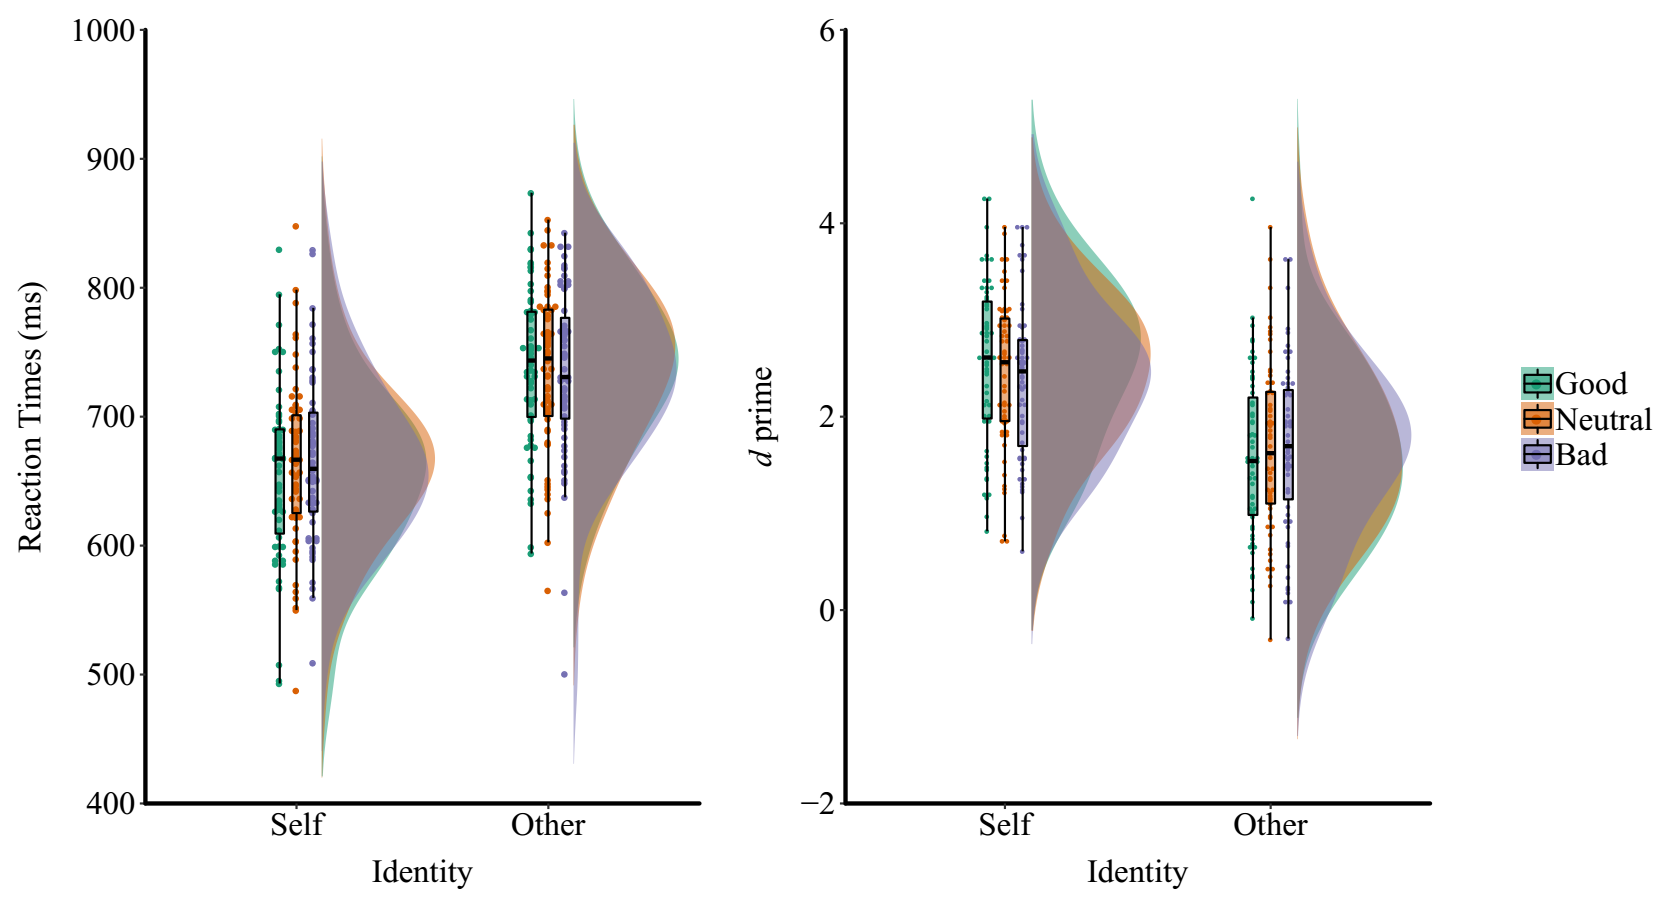 1000
900
800
700
600
500
400
Reaction Times (ms)
Self
Other
Identity
6
4
2
0
−2
d prime
Self
Other
Identity
Good
Neutral
Bad